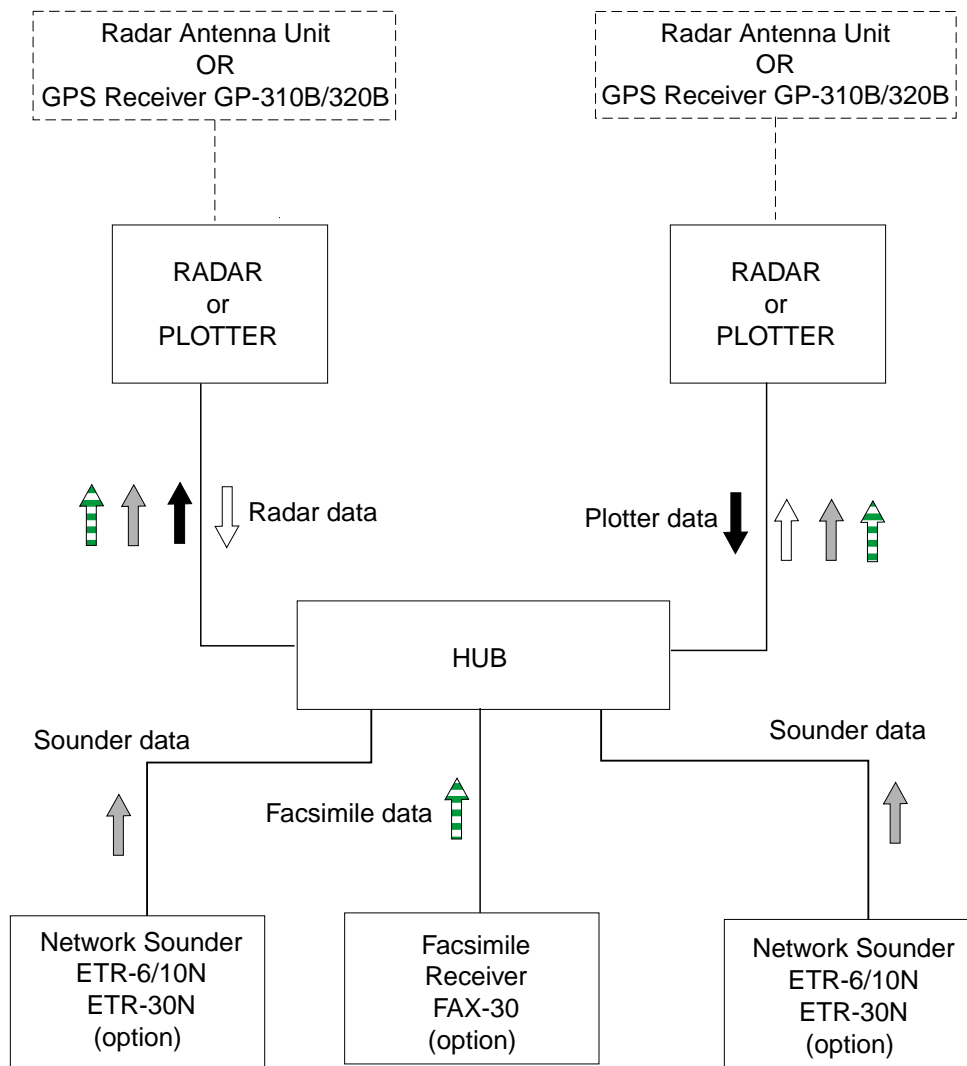 Radar Antenna Unit
OR
GPS Receiver GP-310B/320B
Radar Antenna Unit
OR
GPS Receiver GP-310B/320B
RADAR
or
PLOTTER
RADAR
or
PLOTTER
Radar data
Plotter data
HUB
Sounder data
Sounder data
Facsimile data
Network Sounder
ETR-6/10N
ETR-30N
(option)
Facsimile
Receiver
FAX-30
(option)
Network Sounder
ETR-6/10N
ETR-30N
(option)